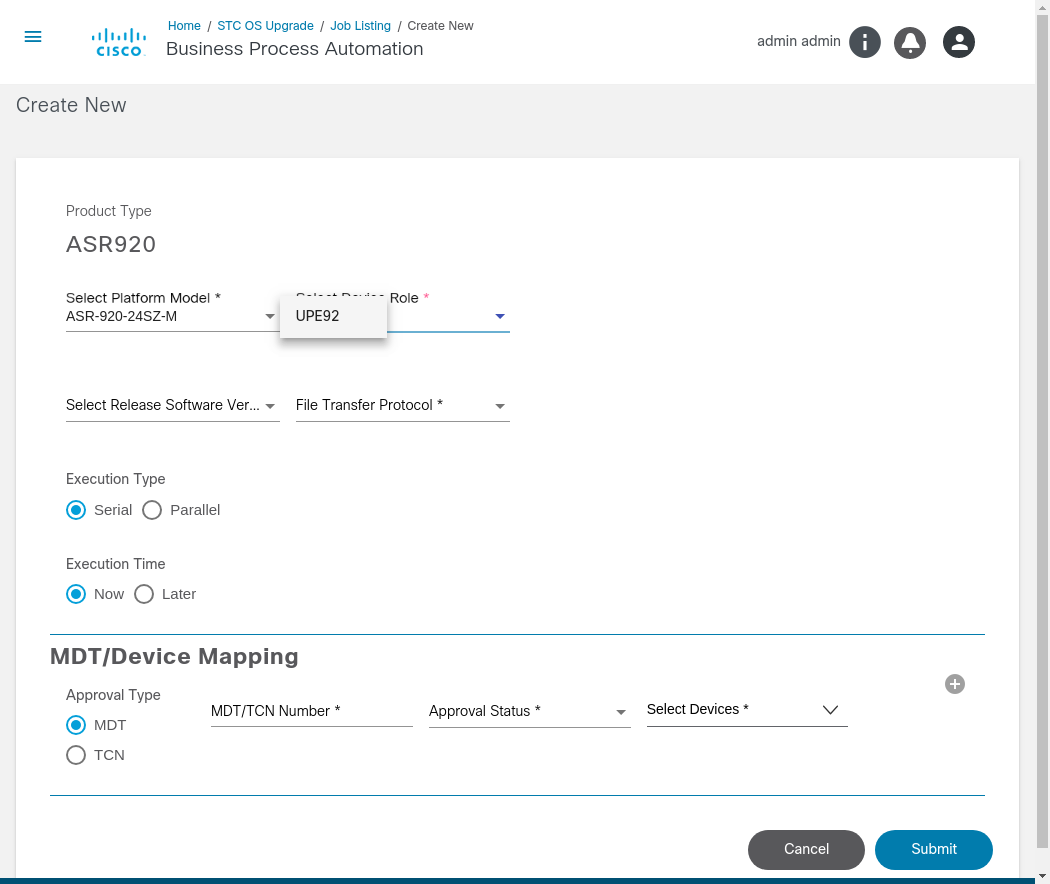 Home / STC OS Upgrade / Job Listing / Create New
CISCO
Business Process Automation
admin admin
Create New
Product Type
ASR920
Select Platform Model *
Select Device Role *
ASR-920-24SZ-M
UPE92
Select Release Software Ver...
File Transfer Protocol *
Execution Type
Serial
Parallel
Execution Time
Now
Later
MDT/Device Mapping
Approval Type
MDT
TCN
MDT/TCN Number *
Approval Status *
Select Devices *
Cancel
Submit